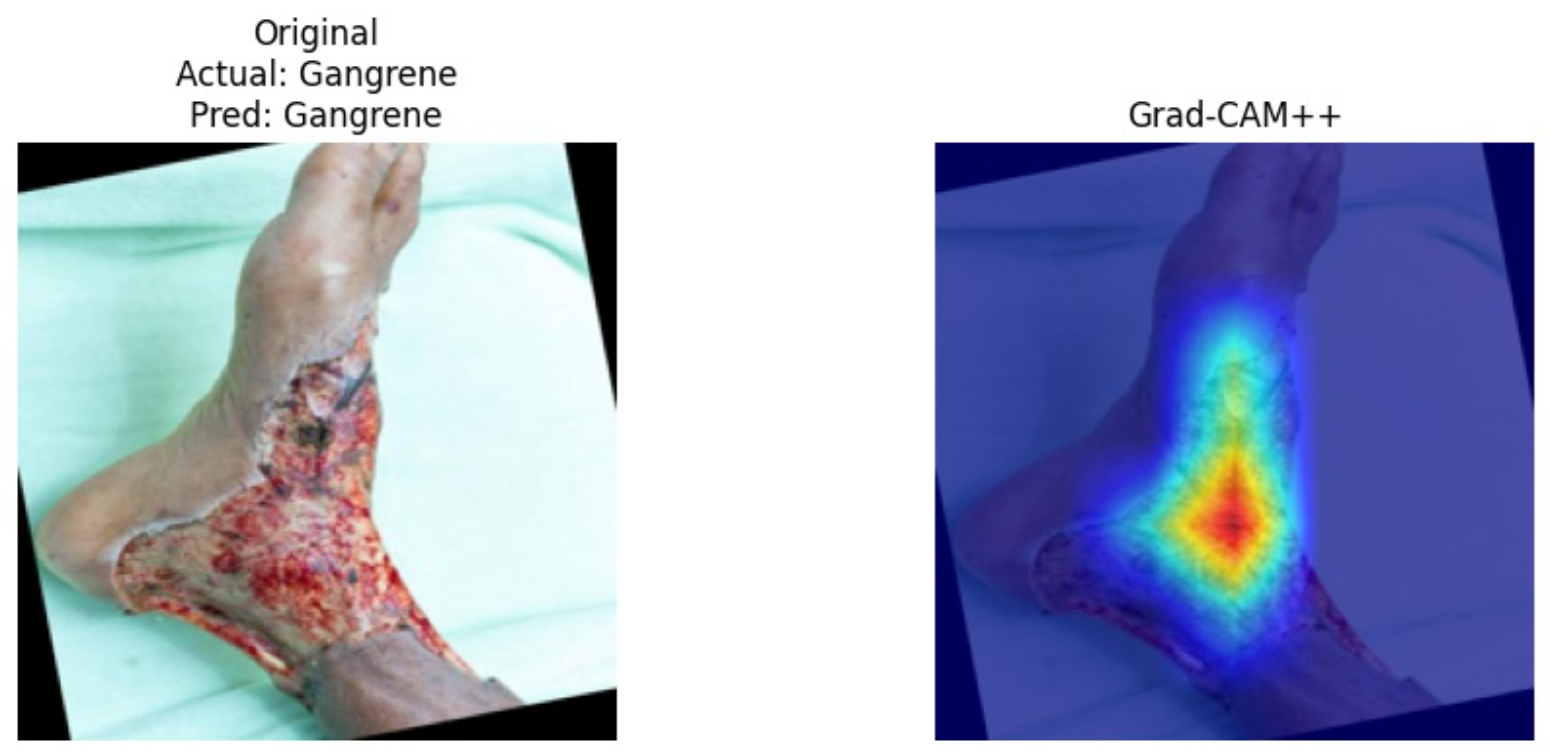 Original
Actual: Gangrene
Pred: Gangrene
Grad-CAM++